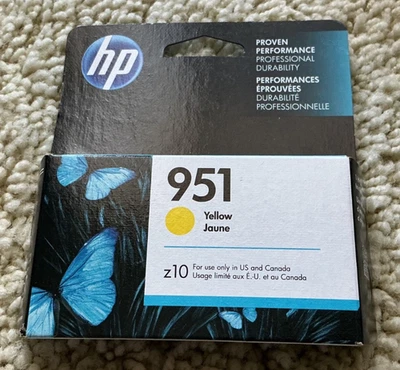 hp
PROVEN
PERFORMANCE
PROFESSIONAL
DURABILITY
PERFORMANCES
ÉPROUVÉES
DURABILITÉ
PROFESSIONNELLE
951
Yellow
Jaune
z10 For use only in US and Canada
Usage limité aux É.-U. et au Canada